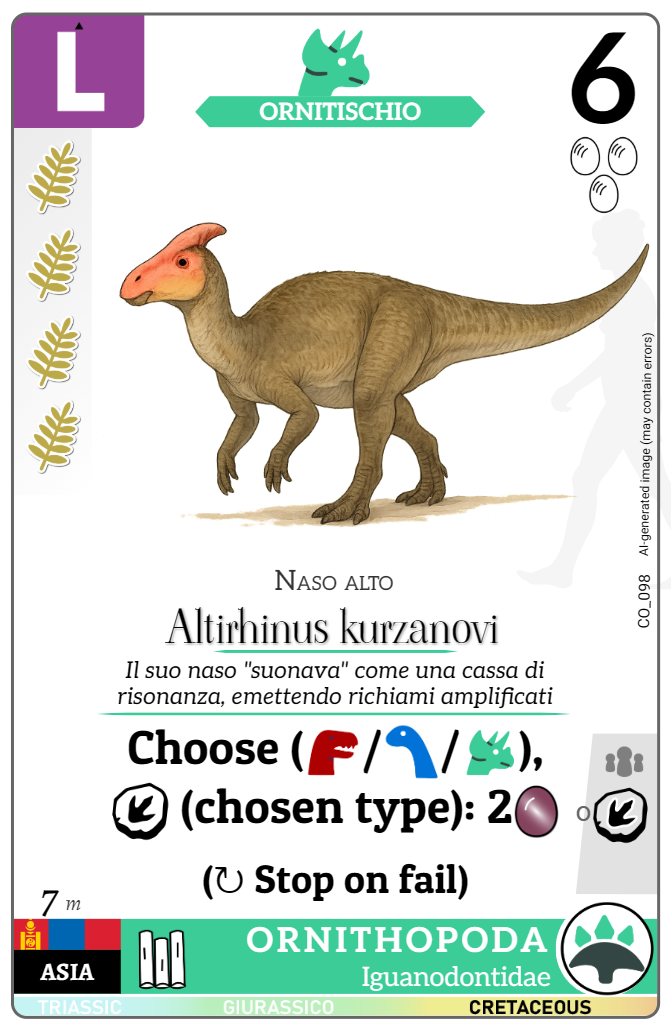 L
6
ORNITISCHIO
AI-generated image (may contain errors)
CO_098
NASO ALTO
Altirhinus kurzanovi
Il suo naso "suonava" come una cassa di
risonanza, emettendo richiami amplificati
Choose ( / / ),
(chosen type): 2
o
(↻ Stop on fail)
7 m
ASIA
ORNITHOPODA
Iguanodontidae
TRIASSIC GIURASSICO CRETACEOUS